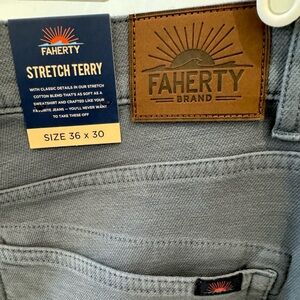 FAHERTY
STRETCH TERRY
WITH CLASSIC DETAILS IN OUR STRETCH
COTTON BLEND THAT'S AS SOFT AS A
SWEATSHIRT AND CRAFTED LIKE YOUR
FAVOURITE JEANS – YOU'LL NEVER WANT
TO TAKE THESE OFF
SIZE 36 x 30
FAHERTY
BRAND